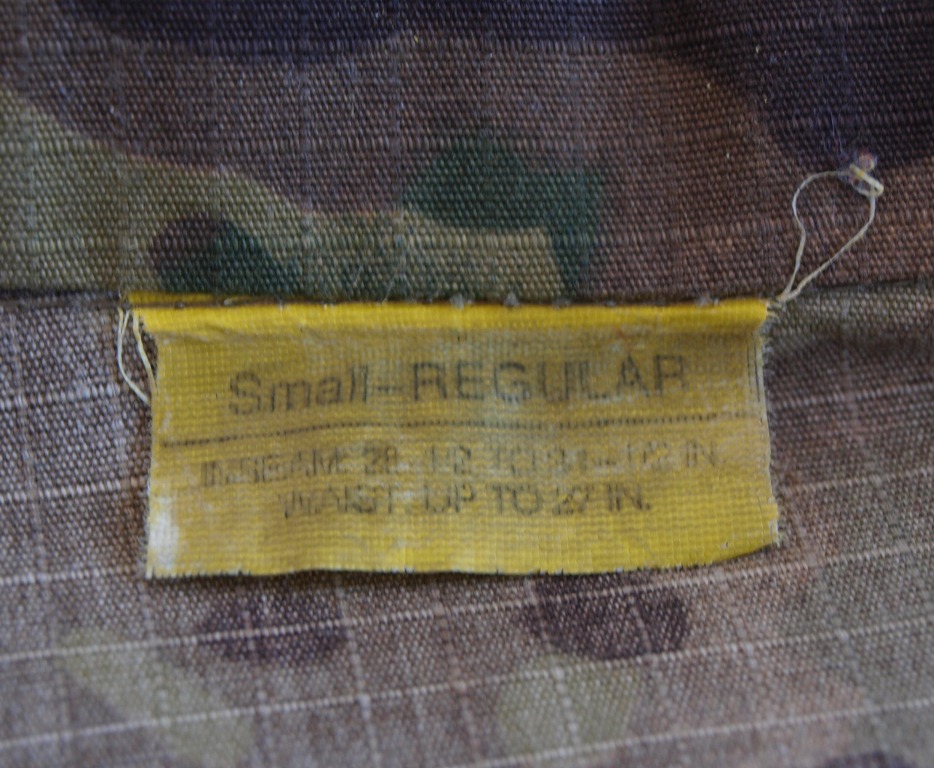 Small-REGULAR
INSEAM: 28-1/2 TO 31-1/2 IN
WAIST: UP TO 27 IN.